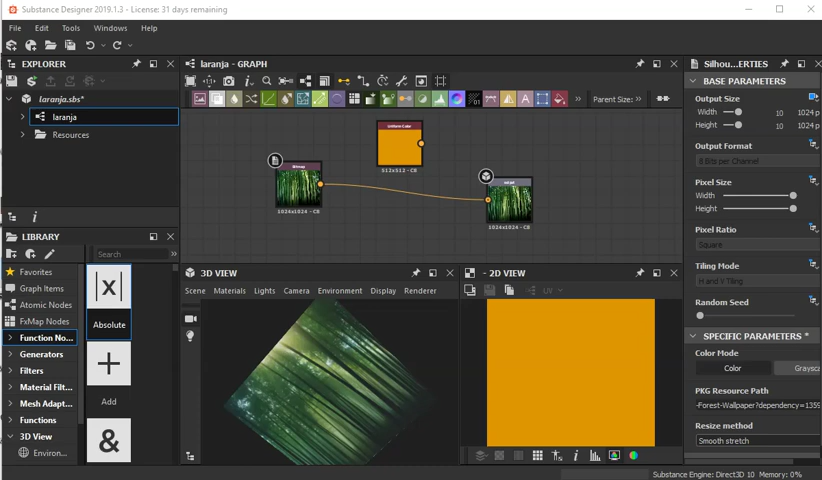 Substance Designer 2019.1.3 - License: 31 days remaining
File Edit Tools Windows Help
EXPLORER
laranja.sbs*
laranja
Resources
LIBRARY
Search
Favorites
Graph Items
Atomic Nodes
FxMap Nodes
Function No...
Generators
Filters
Material Filt...
Mesh Adapt...
Functions
3D View
Environ...
Absolute
Add
laranja - GRAPH
Parent Size:
Uniform Color
512x512 - C8
Bitmap
1024x1024 - C8
1024x1024 - C8
3D VIEW
Scene Materials Lights Camera Environment Display Renderer
- 2D VIEW
UV
Silhou...ERTIES
BASE PARAMETERS
Output Size
Width 10 1024 p
Height 10 1024 p
Output Format
8 Bits per Channel
Pixel Size
Width
Height
Pixel Ratio
Square
Tiling Mode
H and V Tiling
Random Seed
SPECIFIC PARAMETERS *
Color Mode
Color Graysca
PKG Resource Path
-Forest-Wallpaper?dependency=1359
Resize method
Smooth stretch
Substance Engine: Direct3D 10 Memory: 0%